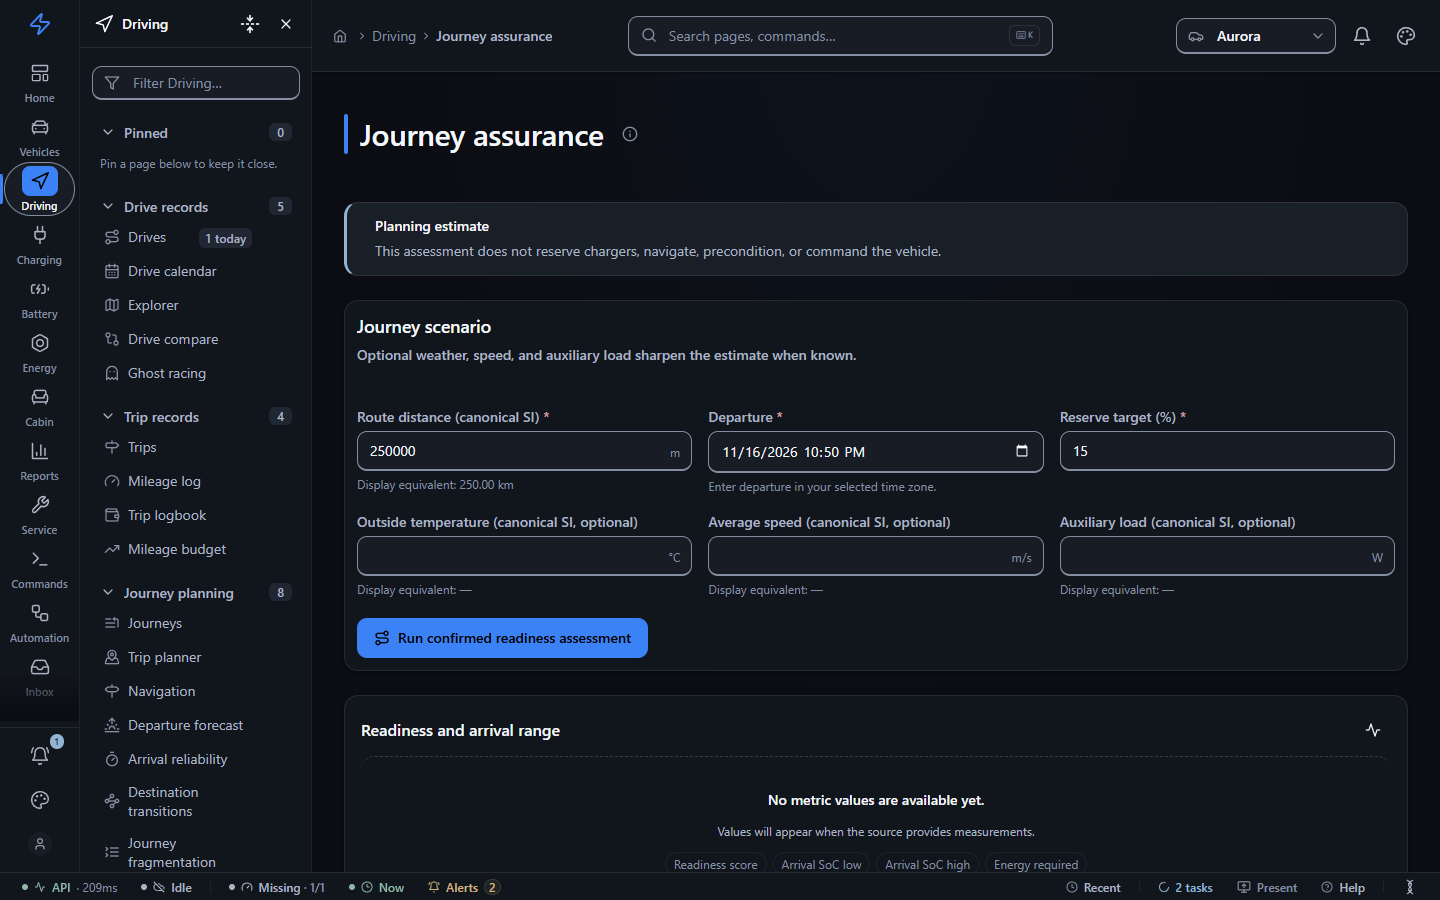 Driving
Driving
Journey assurance
Search pages, commands...
K
Aurora
Home
Vehicles
Driving
Charging
Battery
Energy
Cabin
Reports
Service
Commands
Automation
Inbox
1
Filter Driving...
Pinned
0
Pin a page below to keep it close.
Drive records
5
Drives
1 today
Drive calendar
Explorer
Drive compare
Ghost racing
Trip records
4
Trips
Mileage log
Trip logbook
Mileage budget
Journey planning
8
Journeys
Trip planner
Navigation
Departure forecast
Arrival reliability
Destination
transitions
Journey
fragmentation
Journey assurance
Planning estimate
This assessment does not reserve chargers, navigate, precondition, or command the vehicle.
Journey scenario
Optional weather, speed, and auxiliary load sharpen the estimate when known.
Route distance (canonical SI) *
250000
m
Display equivalent: 250.00 km
Departure *
11/16/2026 10:50 PM
Enter departure in your selected time zone.
Reserve target (%) *
15
Outside temperature (canonical SI, optional)
°C
Display equivalent: —
Average speed (canonical SI, optional)
m/s
Display equivalent: —
Auxiliary load (canonical SI, optional)
W
Display equivalent: —
Run confirmed readiness assessment
Readiness and arrival range
No metric values are available yet.
Values will appear when the source provides measurements.
Readiness score
Arrival SoC low
Arrival SoC high
Energy required
API · 209ms
Idle
Missing · 1/1
Now
Alerts 2
Recent
2 tasks
Present
Help